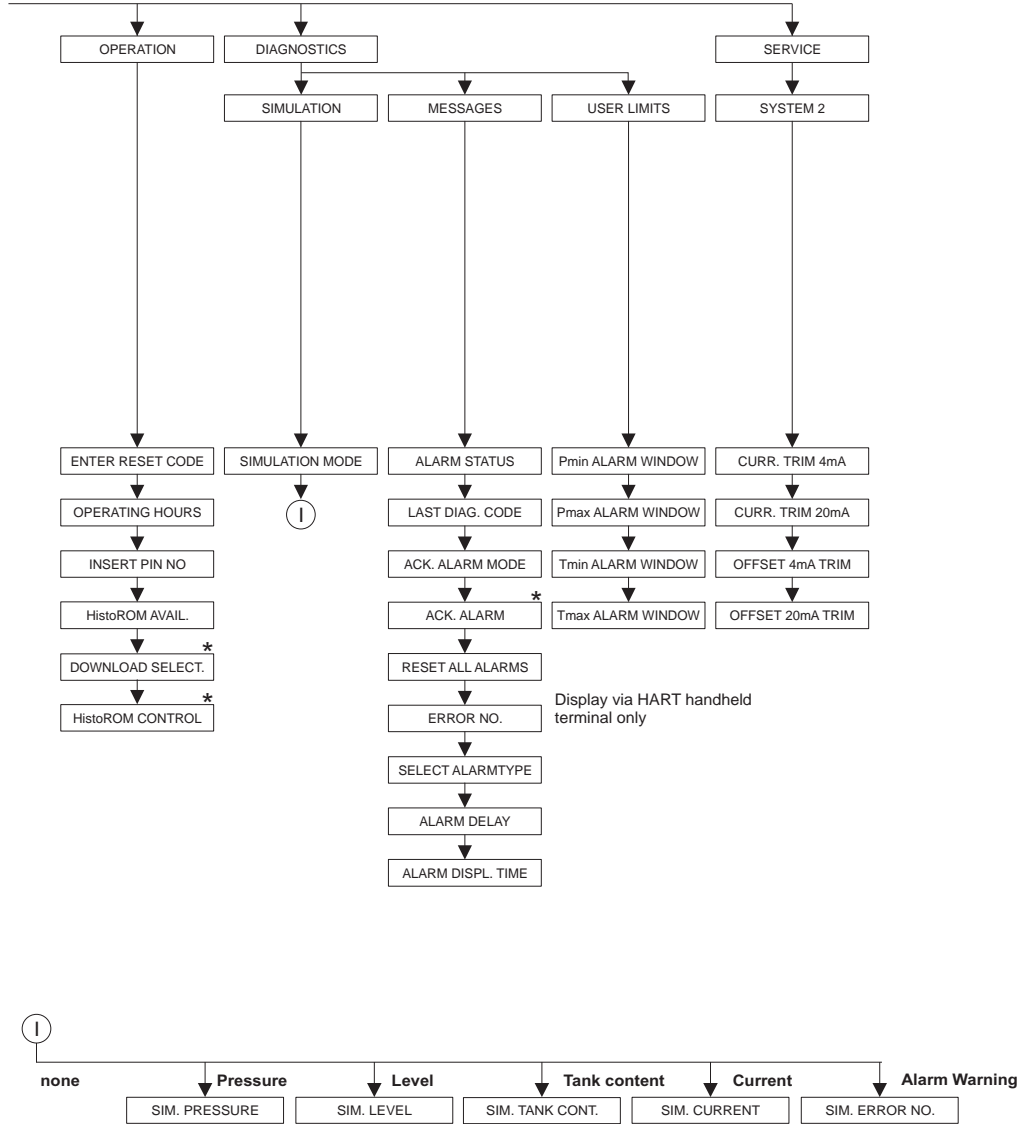 OPERATION
DIAGNOSTICS
SERVICE
SIMULATION
MESSAGES
USER LIMITS
SYSTEM 2
ENTER RESET CODE
SIMULATION MODE
ALARM STATUS
Pmin ALARM WINDOW
CURR. TRIM 4mA
OPERATING HOURS
I
LAST DIAG. CODE
Pmax ALARM WINDOW
CURR. TRIM 20mA
INSERT PIN NO
ACK. ALARM MODE
Tmin ALARM WINDOW
OFFSET 4mA TRIM
HistoROM AVAIL.
*
ACK. ALARM
Tmax ALARM WINDOW
OFFSET 20mA TRIM
*
DOWNLOAD SELECT.
RESET ALL ALARMS
*
HistoROM CONTROL
ERROR NO.
Display via HART handheld
terminal only
SELECT ALARMTYPE
ALARM DELAY
ALARM DISPL. TIME
I
none
Pressure
Level
Tank content
Current
Alarm Warning
SIM. PRESSURE
SIM. LEVEL
SIM. TANK CONT.
SIM. CURRENT
SIM. ERROR NO.